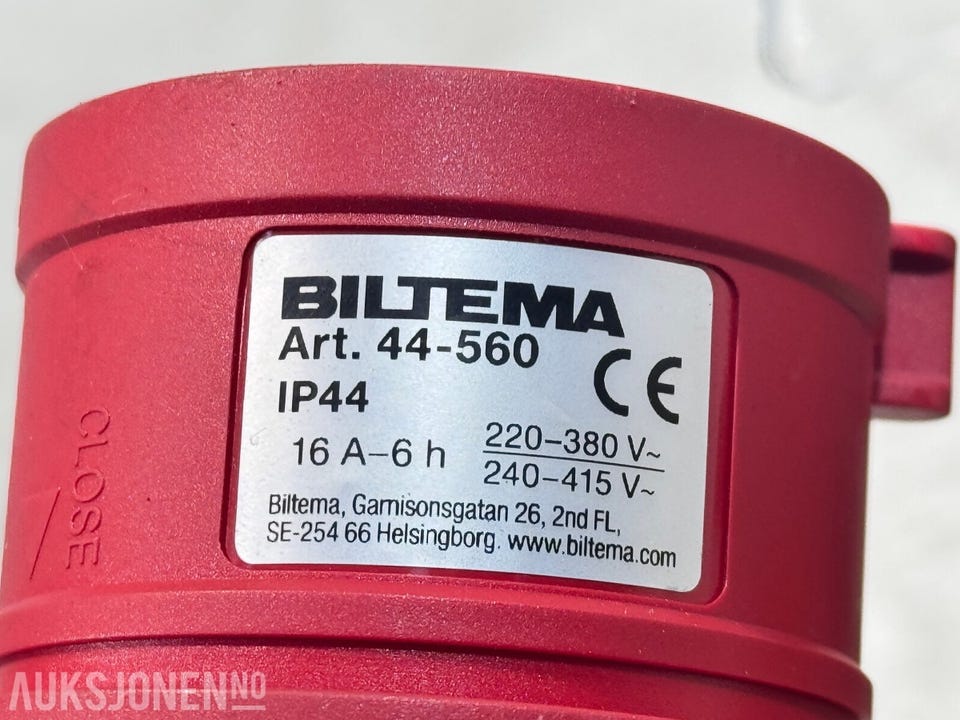 BILTEMA
Art. 44-560
IP44
CE
16 A-6 h
220-380 V~
240-415 V~
Biltema, Garnisonsgatan 26, 2nd FL,
SE-254 66 Helsingborg. www.biltema.com
CLOSE
AUKSJONEN.NO